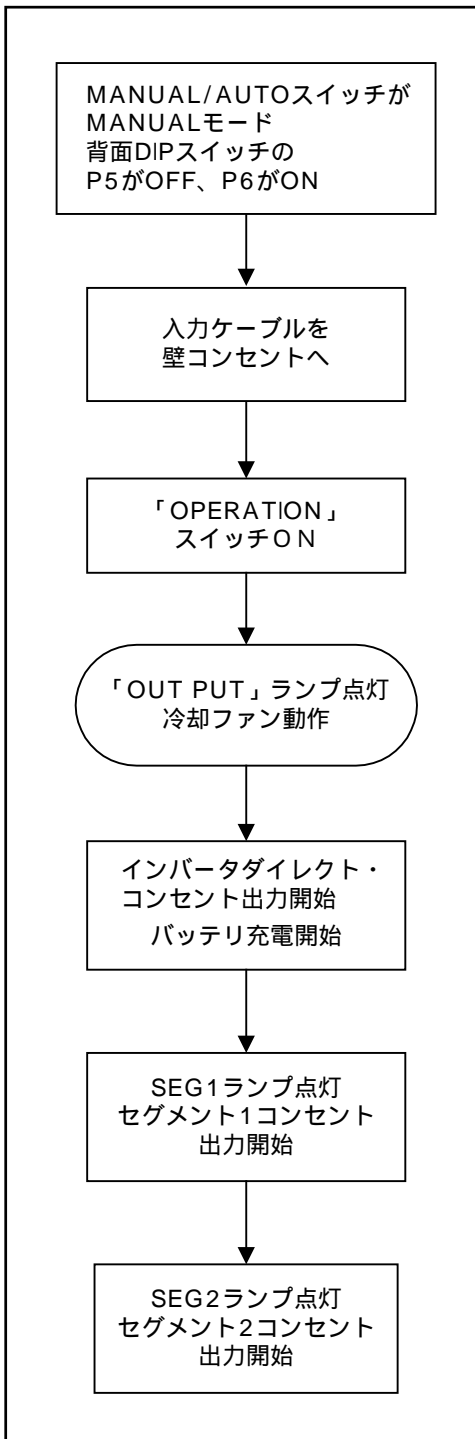 MANUAL/AUTOスイッチが
MANUALモード
背面DIPスイッチの
P5がOFF、P6がON
入力ケーブルを
壁コンセントへ
「OPERATION」
スイッチＯＮ
「OUT PUT」ランプ点灯
冷却ファン動作
インバータダイレクト・
コンセント出力開始
バッテリ充電開始
SEG1ランプ点灯
セグメント1コンセント
出力開始
SEG2ランプ点灯
セグメント2コンセント
出力開始